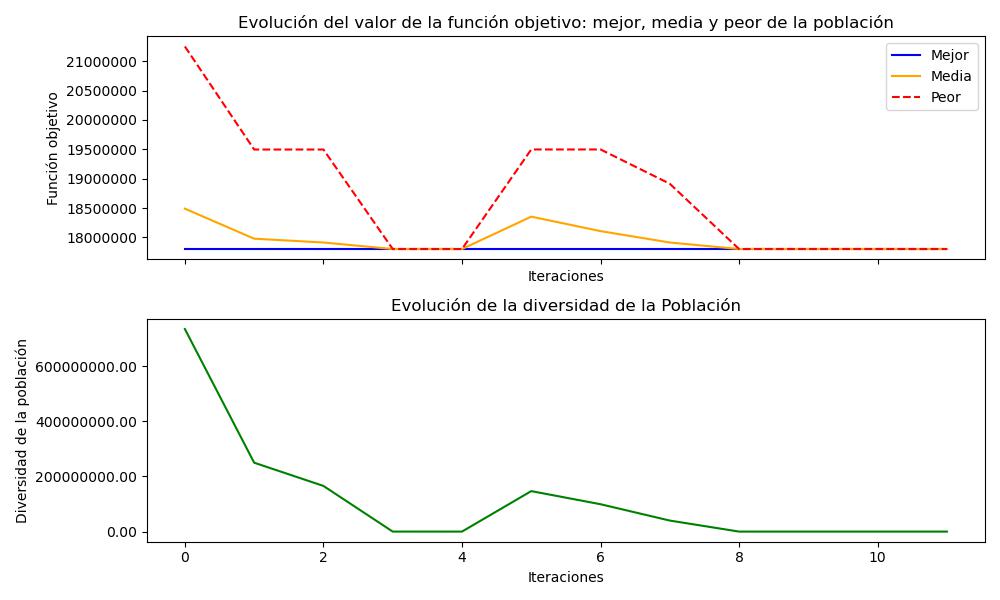 Evolución del valor de la función objetivo: mejor, media y peor de la población
Función objetivo
21000000
20500000
20000000
19500000
19000000
18500000
18000000
Mejor
Media
Peor
Iteraciones
Evolución de la diversidad de la Población
Diversidad de la población
600000000.00
400000000.00
200000000.00
0.00
0 2 4 6 8 10
Iteraciones